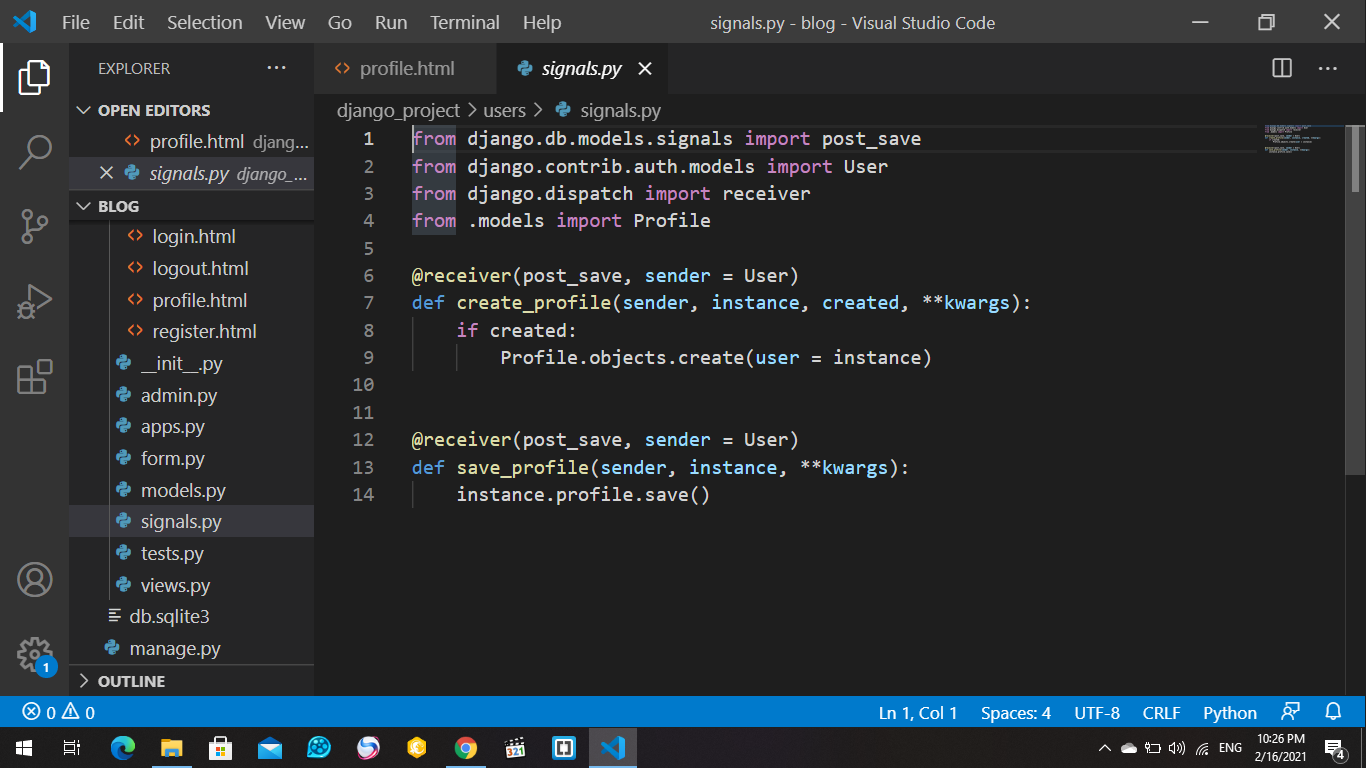 File Edit Selection View Go Run Terminal Help signals.py - blog - Visual Studio Code
EXPLORER
OPEN EDITORS
profile.html djang...
signals.py django_...
BLOG
login.html
logout.html
profile.html
register.html
__init__.py
admin.py
apps.py
form.py
models.py
signals.py
tests.py
views.py
db.sqlite3
manage.py
OUTLINE
profile.html signals.py
django_project > users > signals.py
1 from django.db.models.signals import post_save
2 from django.contrib.auth.models import User
3 from django.dispatch import receiver
4 from .models import Profile
5
6 @receiver(post_save, sender = User)
7 def create_profile(sender, instance, created, **kwargs):
8     if created:
9         Profile.objects.create(user = instance)
10
11
12 @receiver(post_save, sender = User)
13 def save_profile(sender, instance, **kwargs):
14     instance.profile.save()
1
0 0 Ln 1, Col 1 Spaces: 4 UTF-8 CRLF Python
321 ENG 10:26 PM
2/16/2021 4